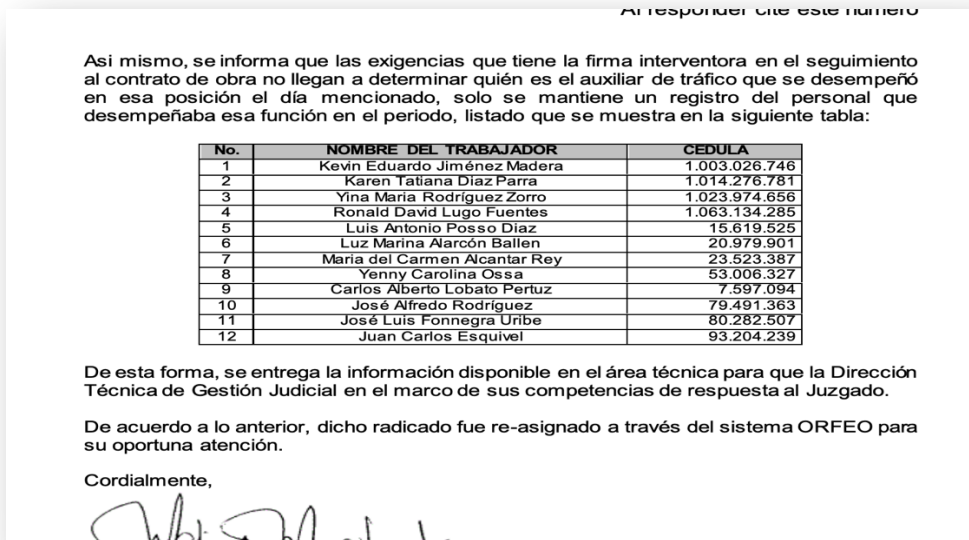 Al responder cite este número
Asi mismo, se informa que las exigencias que tiene la firma interventora en el seguimiento
al contrato de obra no llegan a determinar quién es el auxiliar de tráfico que se desempeñó
en esa posición el día mencionado, solo se mantiene un registro del personal que
desempeñaba esa función en el periodo, listado que se muestra en la siguiente tabla:
No. NOMBRE DEL TRABAJADOR CEDULA
1 Kevin Eduardo Jiménez Madera 1.003.026.746
2 Karen Tatiana Diaz Parra 1.014.276.781
3 Yina Maria Rodríguez Zorro 1.023.974.656
4 Ronald David Lugo Fuentes 1.063.134.285
5 Luis Antonio Posso Diaz 15.619.525
6 Luz Marina Alarcón Ballen 20.979.901
7 Maria del Carmen Alcantar Rey 23.523.387
8 Yenny Carolina Ossa 53.006.327
9 Carlos Alberto Lobato Pertuz 7.597.094
10 José Alfredo Rodríguez 79.491.363
11 José Luis Fonnegra Uribe 80.282.507
12 Juan Carlos Esquivel 93.204.239
De esta forma, se entrega la información disponible en el área técnica para que la Dirección
Técnica de Gestión Judicial en el marco de sus competencias de respuesta al Juzgado.
De acuerdo a lo anterior, dicho radicado fue re-asignado a través del sistema ORFEO para
su oportuna atención.
Cordialmente,